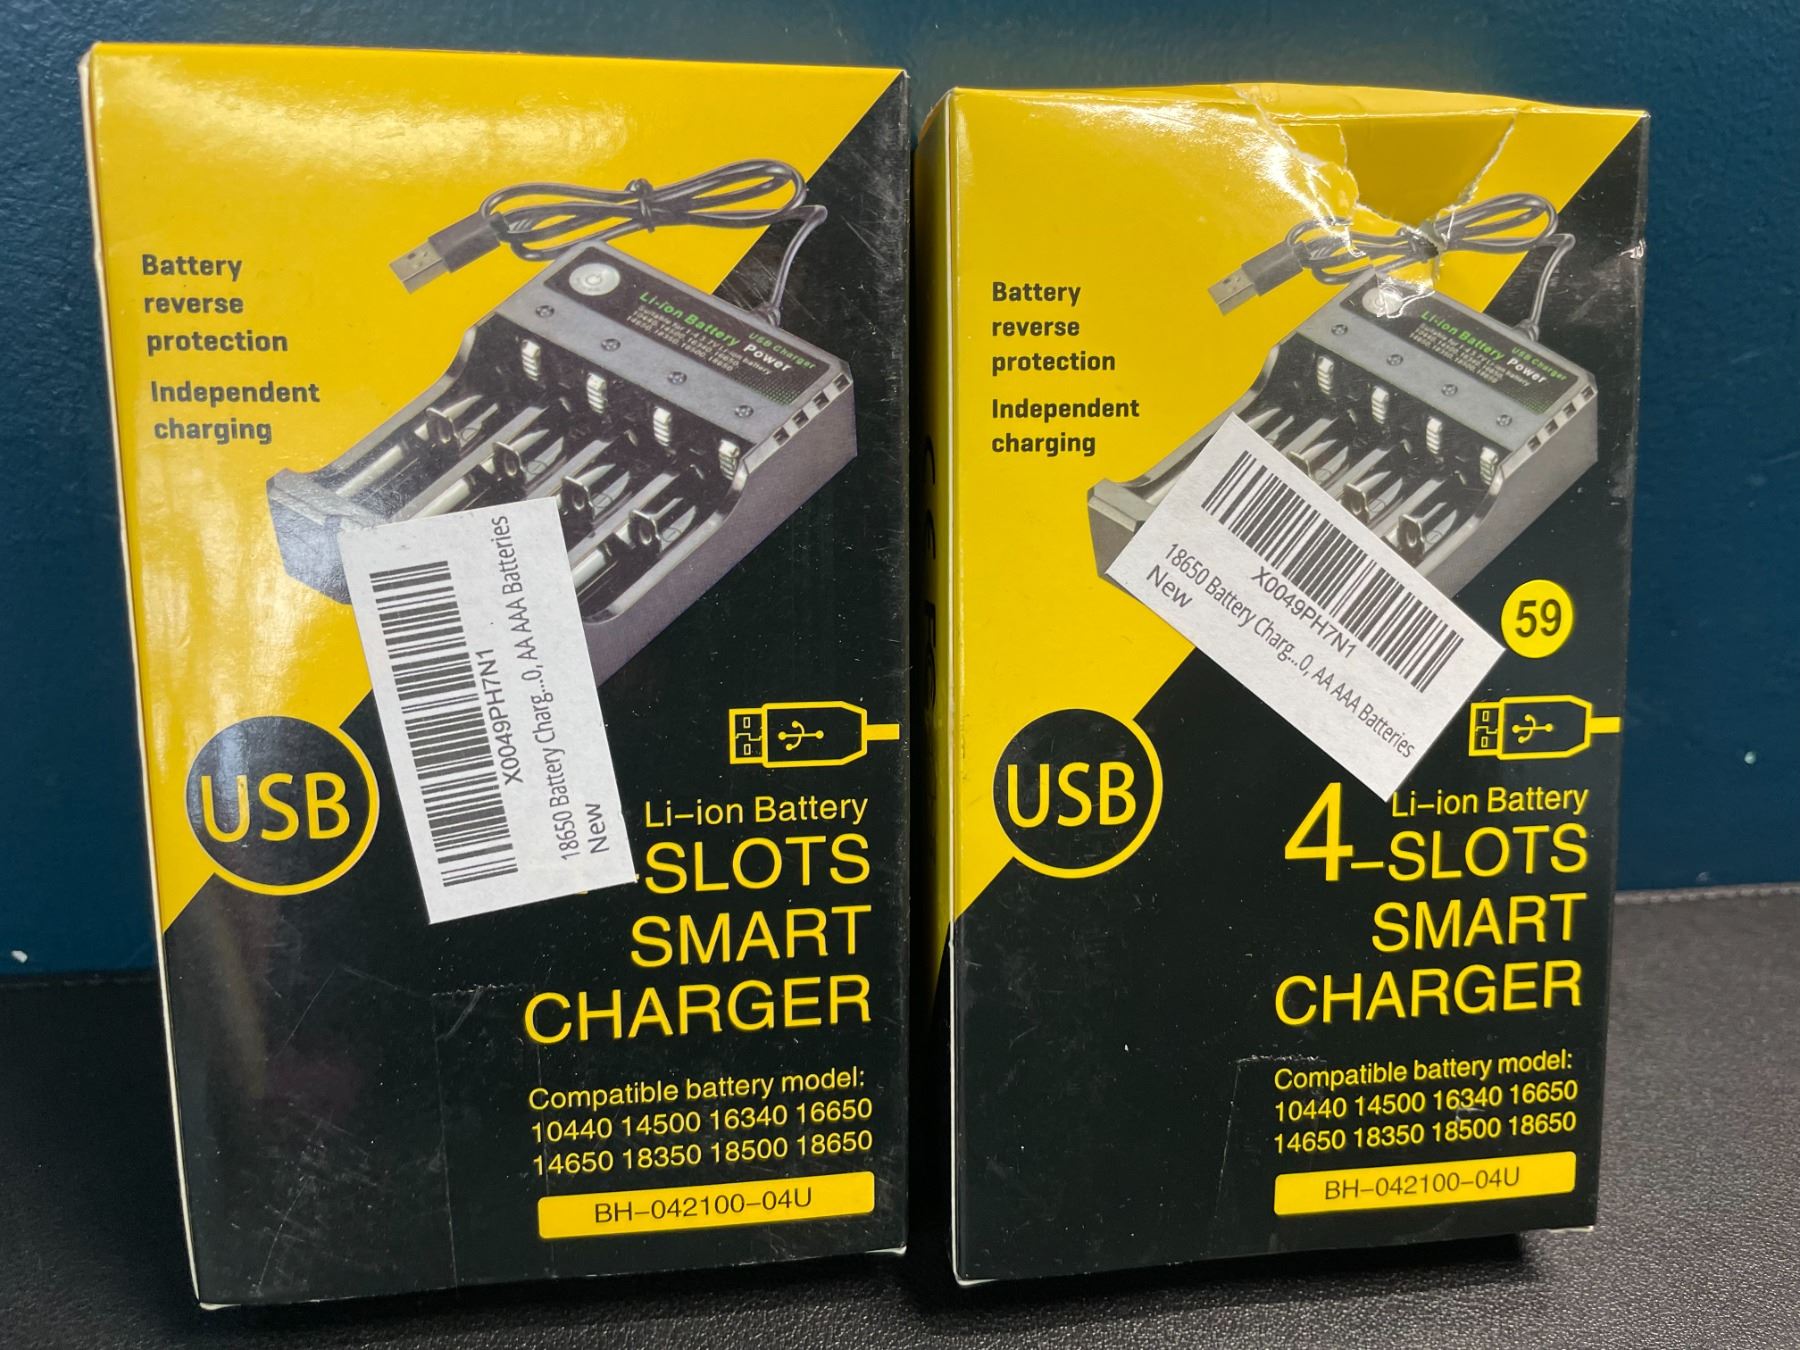 Battery
reverse
protection
Independent
charging
Li-ion Battery
Power
USB Charger
X0049PH7N1
18650 Battery Charg...0, AA AAA Batteries
New
USB
Li-ion Battery
-SLOTS
SMART
CHARGER
Compatible battery model:
10440 14500 16340 16650
14650 18350 18500 18650
BH-042100-04U
Battery
reverse
protection
Independent
charging
Li-ion Battery
Power
USB Charger
X0049PH7N1
18650 Battery Charg...0, AA AAA Batteries
New
59
USB
Li-ion Battery
4-SLOTS
SMART
CHARGER
Compatible battery model:
10440 14500 16340 16650
14650 18350 18500 18650
BH-042100-04U